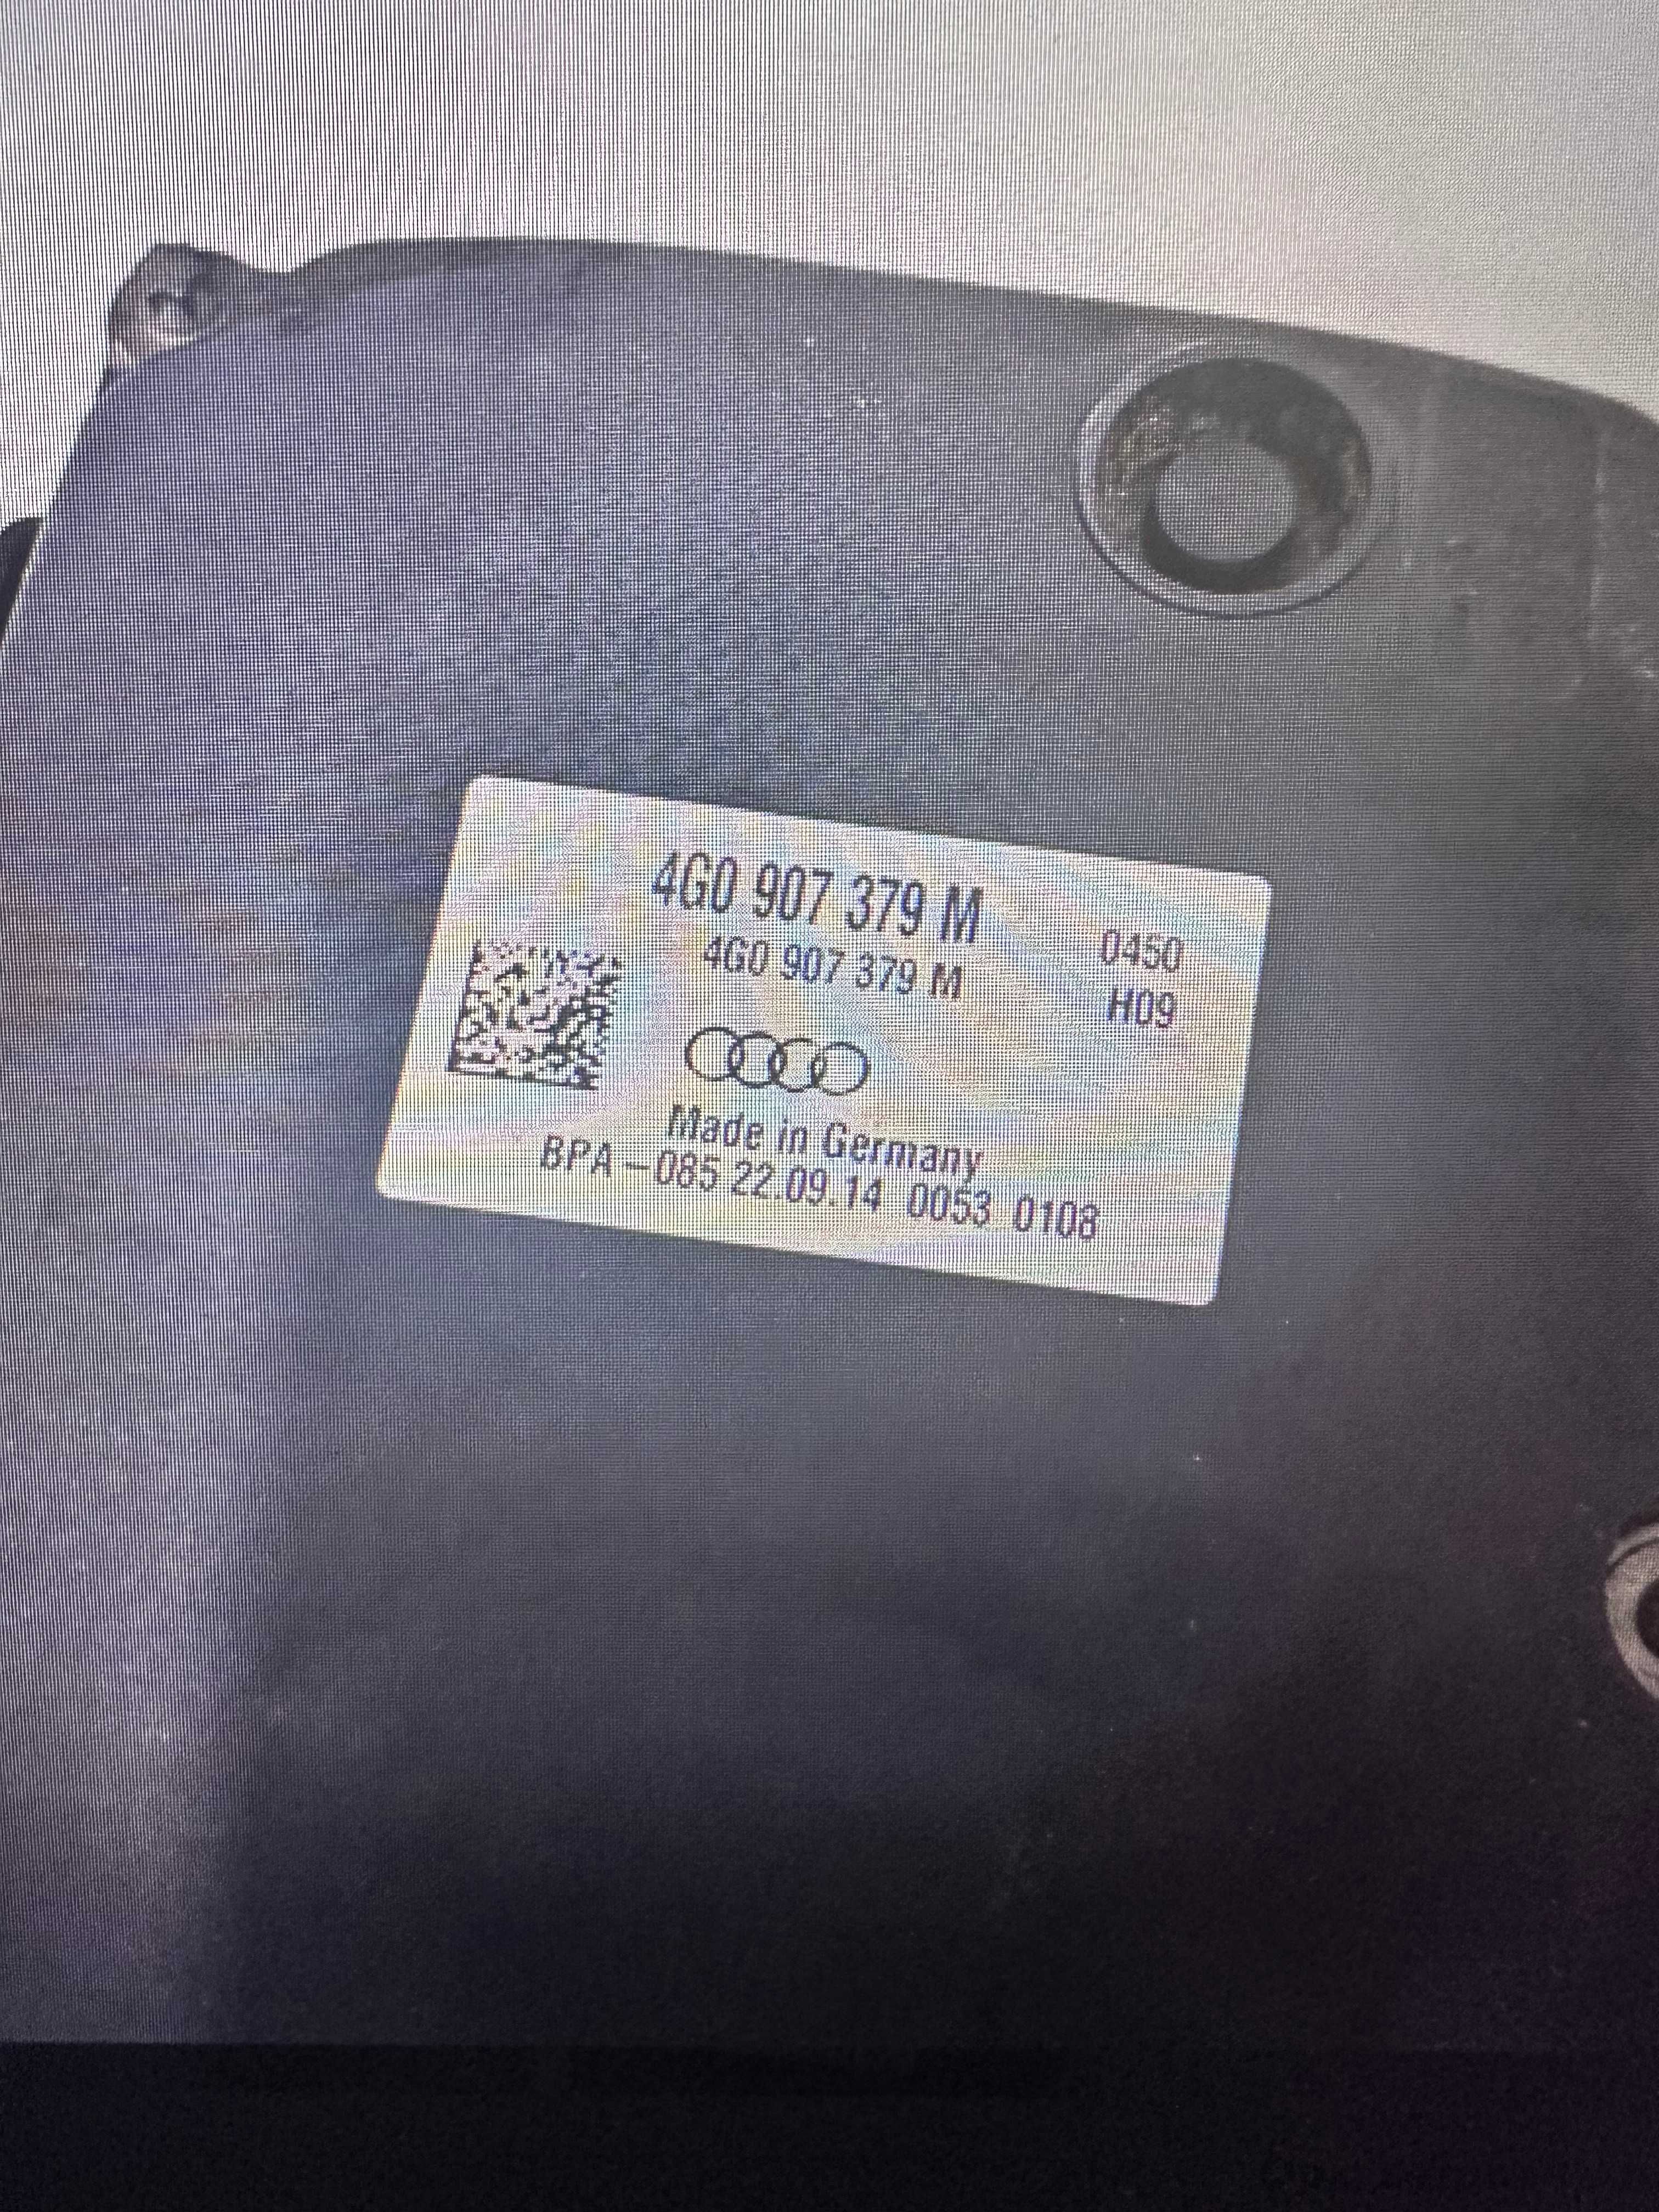 4G0 907 379 M
0450
4G0 907 379 M
H09
Made in Germany
BPA -085 22.09.14 0053 0108